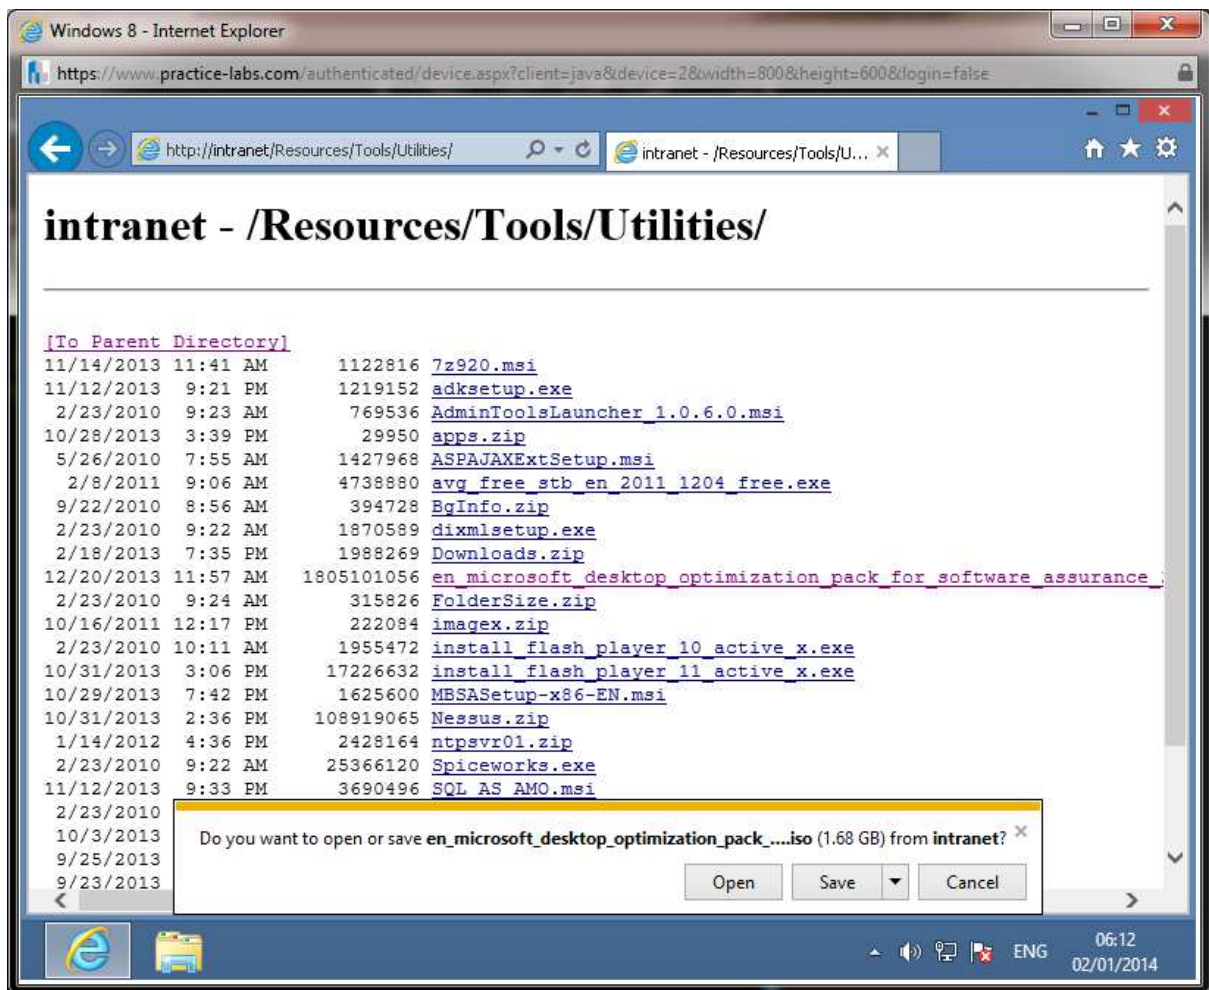 Windows 8 - Internet Explorer
https://www.practice-labs.com/authenticated/device.aspx?client=java&device=2&width=800&height=600&login=false
http://intranet/Resources/Tools/Utilities/
intranet - /Resources/Tools/U...
intranet - /Resources/Tools/Utilities/
[To Parent Directory]
11/14/2013 11:41 AM 1122816 7z920.msi
11/12/2013 9:21 PM 1219152 adksetup.exe
2/23/2010 9:23 AM 769536 AdminToolsLauncher_1.0.6.0.msi
10/28/2013 3:39 PM 29950 apps.zip
5/26/2010 7:55 AM 1427968 ASPAJAXExtSetup.msi
2/8/2011 9:06 AM 4738880 avg_free_stb_en_2011_1204_free.exe
9/22/2010 8:56 AM 394728 BgInfo.zip
2/23/2010 9:22 AM 1870589 dixmlsetup.exe
2/18/2013 7:35 PM 1988269 Downloads.zip
12/20/2013 11:57 AM 1805101056 en_microsoft_desktop_optimization_pack_for_software_assurance_
2/23/2010 9:24 AM 315826 FolderSize.zip
10/16/2011 12:17 PM 222084 imagex.zip
2/23/2010 10:11 AM 1955472 install_flash_player_10_active_x.exe
10/31/2013 3:06 PM 17226632 install_flash_player_11_active_x.exe
10/29/2013 7:42 PM 1625600 MBSASetup-x86-EN.msi
10/31/2013 2:36 PM 108919065 Nessus.zip
1/14/2012 4:36 PM 2428164 ntpsvr01.zip
2/23/2010 9:22 AM 25366120 Spiceworks.exe
11/12/2013 9:33 PM 3690496 SQL_AS_AMO.msi
2/23/2010
10/3/2013
9/25/2013
9/23/2013
Do you want to open or save en_microsoft_desktop_optimization_pack_....iso (1.68 GB) from intranet?
Open Save Cancel
ENG
06:12
02/01/2014